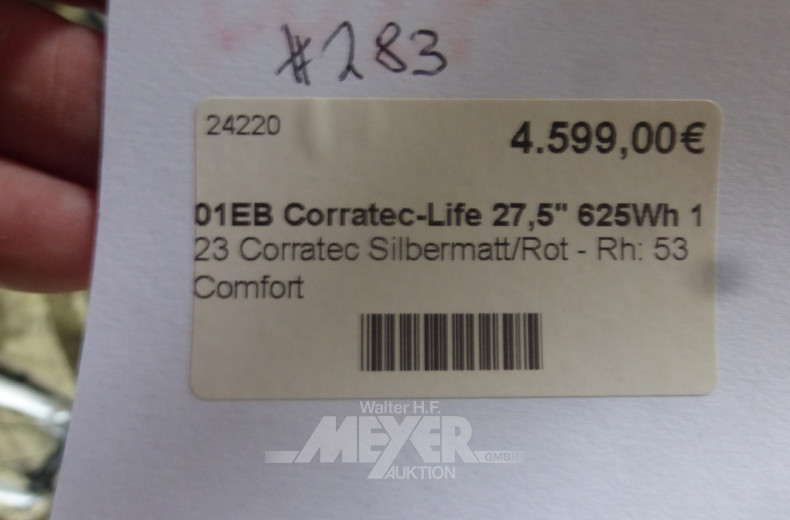 #283
24220
4.599,00€
01EB Corratec-Life 27,5" 625Wh 1
23 Corratec Silbermatt/Rot - Rh: 53
Comfort
Walter H.F.
MEYER
GMBH
AUKTION